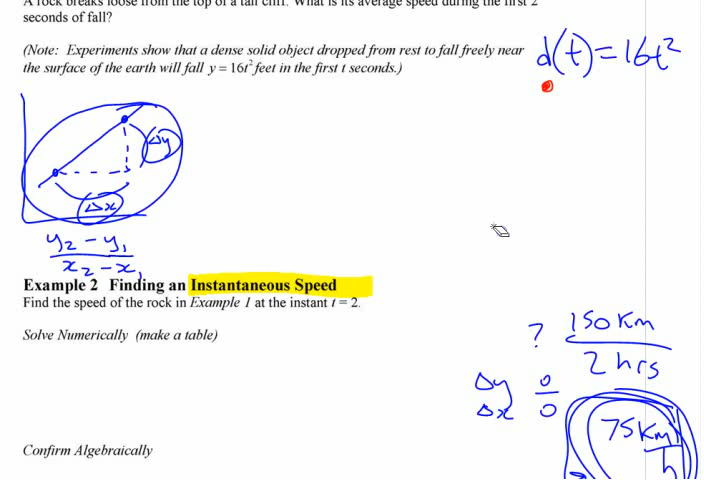 A rock breaks loose from the top of a tall cliff. What is its average speed during the first 2
seconds of fall?
(Note: Experiments show that a dense solid object dropped from rest to fall freely near
the surface of the earth will fall y = 16t² feet in the first t seconds.)
d(t) = 16t²
Δy
Δx
y₂ - y₁
x₂ - x₁
Example 2 Finding an Instantaneous Speed
Find the speed of the rock in Example 1 at the instant t = 2.
Solve Numerically (make a table)
? 150 Km
2 hrs
Δy 0
Δx 0
75 Km
h
Confirm Algebraically